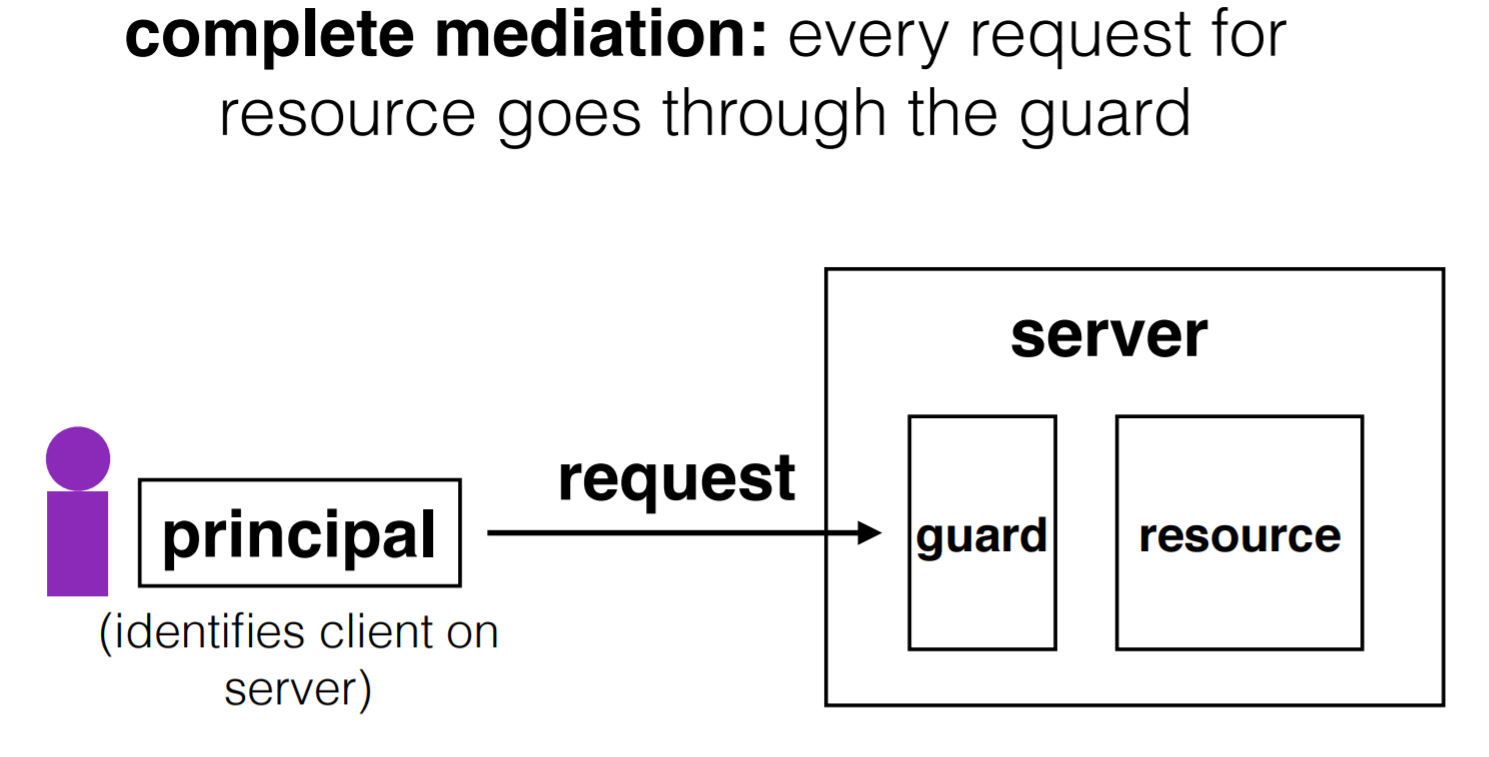 complete mediation: every request for
resource goes through the guard
server
request
principal
guard
resource
(identifies client on
server)